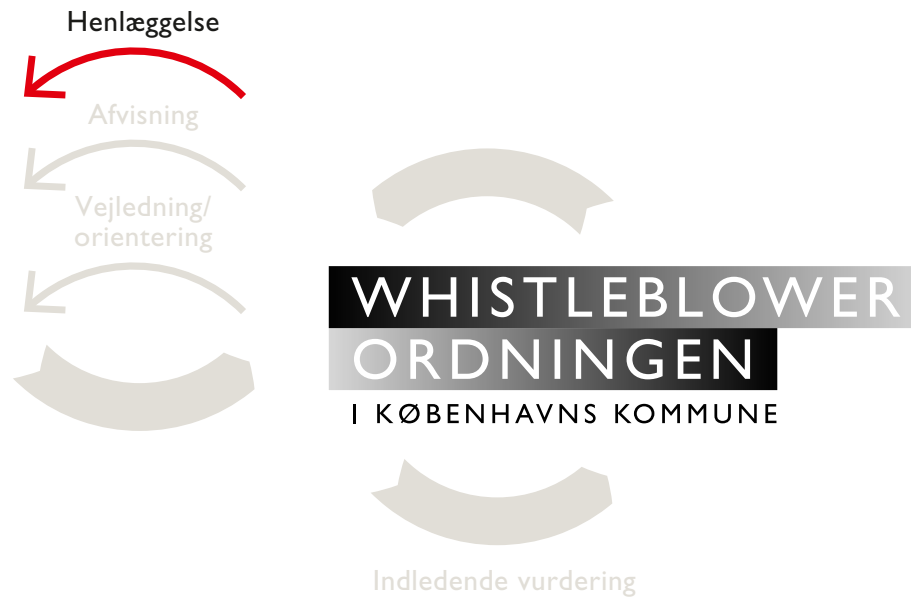 Henlæggelse
Afvisning
Vejledning/
orientering
WHISTLEBLOWER
ORDNINGEN
I KØBENHAVNS KOMMUNE
Indledende vurdering